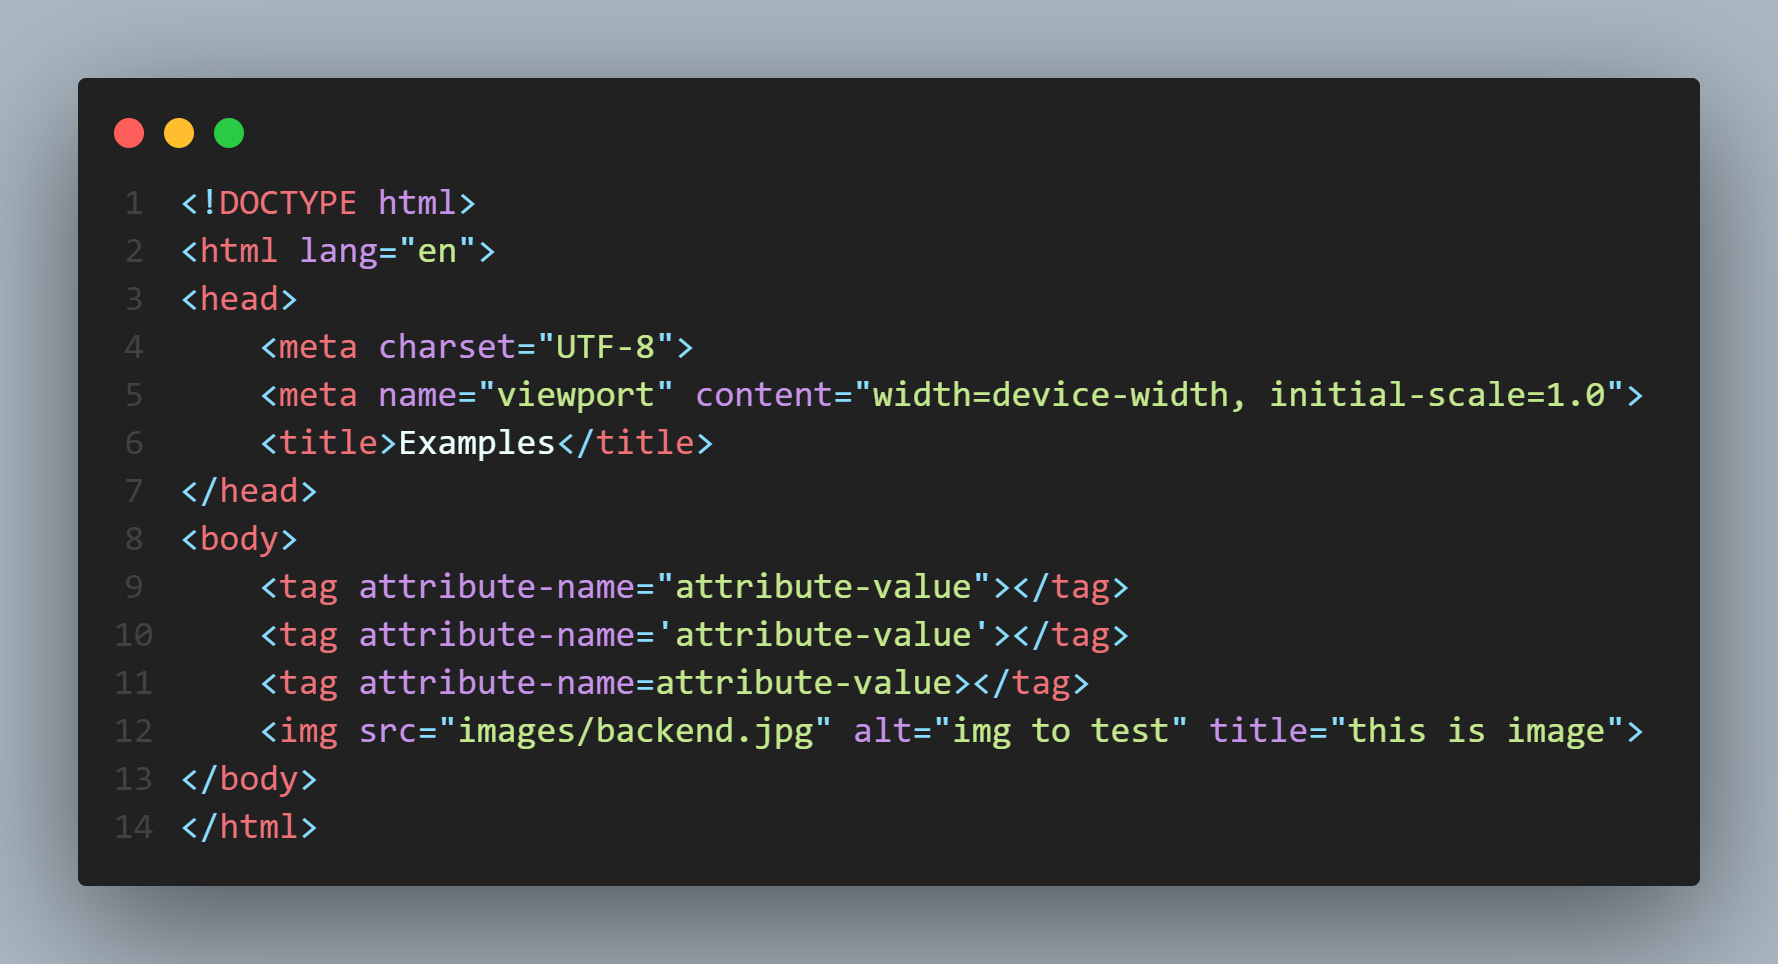 1 <!DOCTYPE html>
2 <html lang="en">
3 <head>
4     <meta charset="UTF-8">
5     <meta name="viewport" content="width=device-width, initial-scale=1.0">
6     <title>Examples</title>
7 </head>
8 <body>
9     <tag attribute-name="attribute-value"></tag>
10     <tag attribute-name='attribute-value'></tag>
11     <tag attribute-name=attribute-value></tag>
12     <img src="images/backend.jpg" alt="img to test" title="this is image">
13 </body>
14 </html>